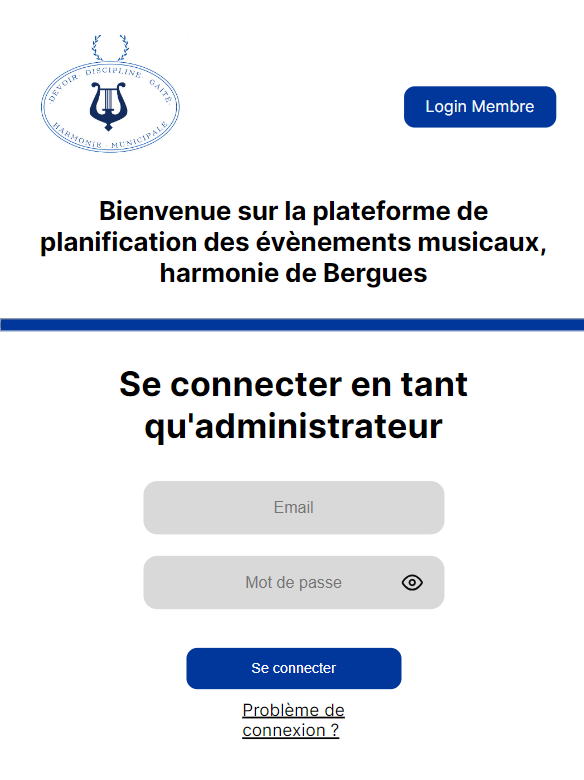 DEVOIR · DISCIPLINE · GAITÉ
HARMONIE · MUNICIPALE
Login Membre
Bienvenue sur la plateforme de
planification des évènements musicaux,
harmonie de Bergues
Se connecter en tant
qu'administrateur
Email
Mot de passe
Se connecter
Problème de
connexion ?